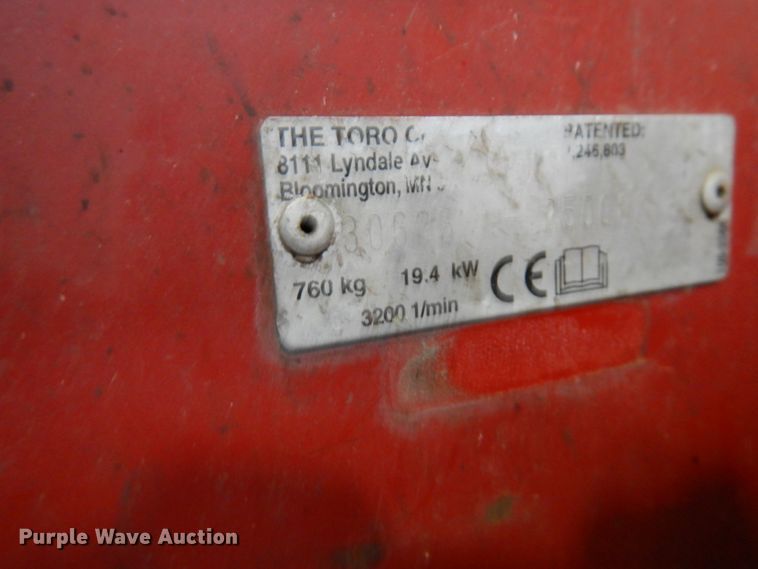 THE TORO
PATENTED:
8111 Lyndale
Bloomington, MN
760 kg 19.4 kW CE
3200 1/min
Purple Wave Auction